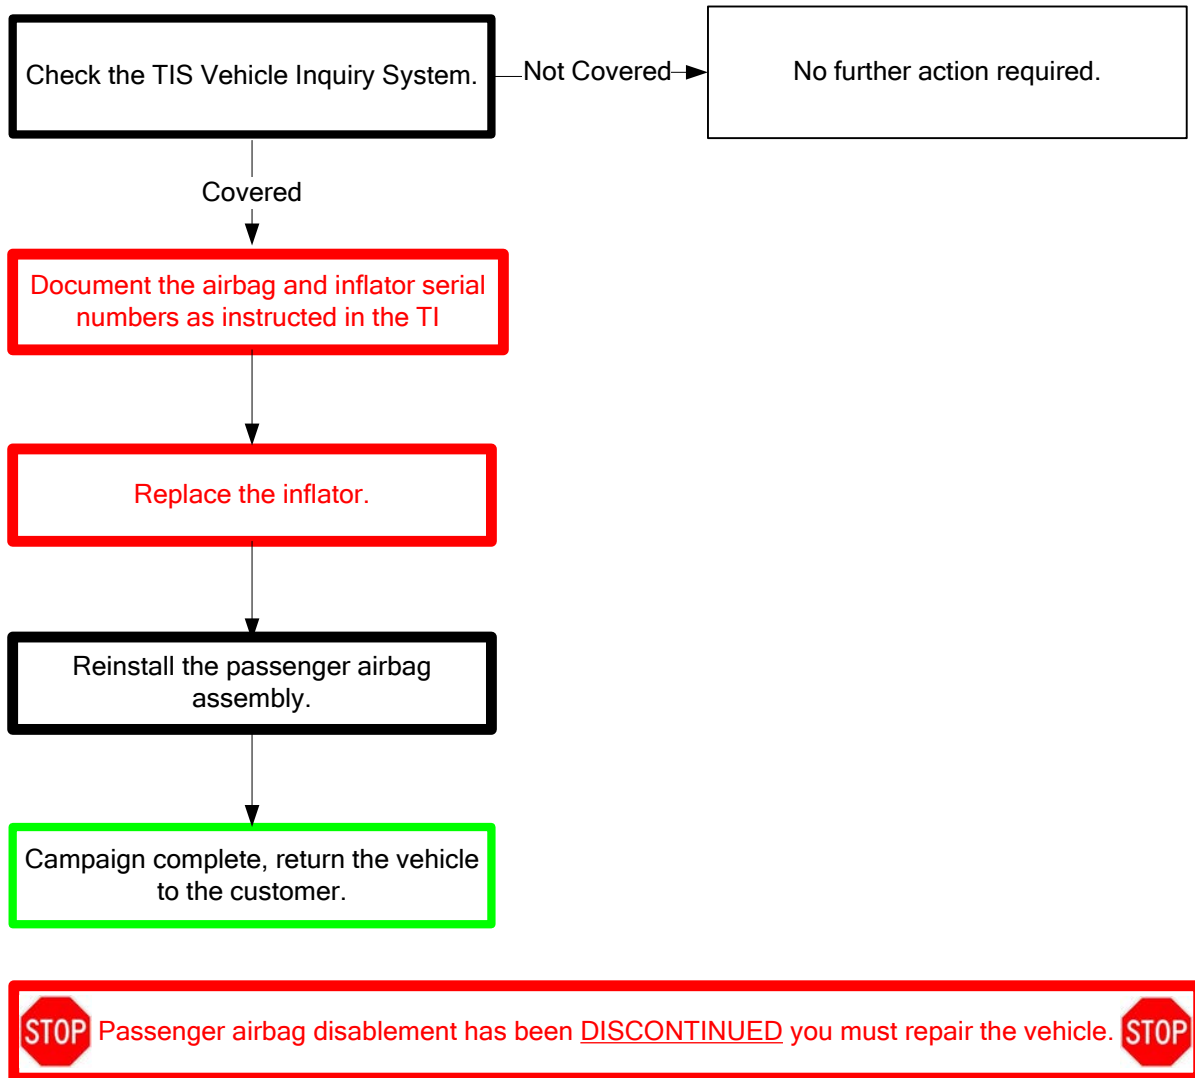 Check the TIS Vehicle Inquiry System.
Not Covered
No further action required.
Covered
Document the airbag and inflator serial
numbers as instructed in the TI
Replace the inflator.
Reinstall the passenger airbag
assembly.
Campaign complete, return the vehicle
to the customer.
STOP Passenger airbag disablement has been DISCONTINUED you must repair the vehicle. STOP